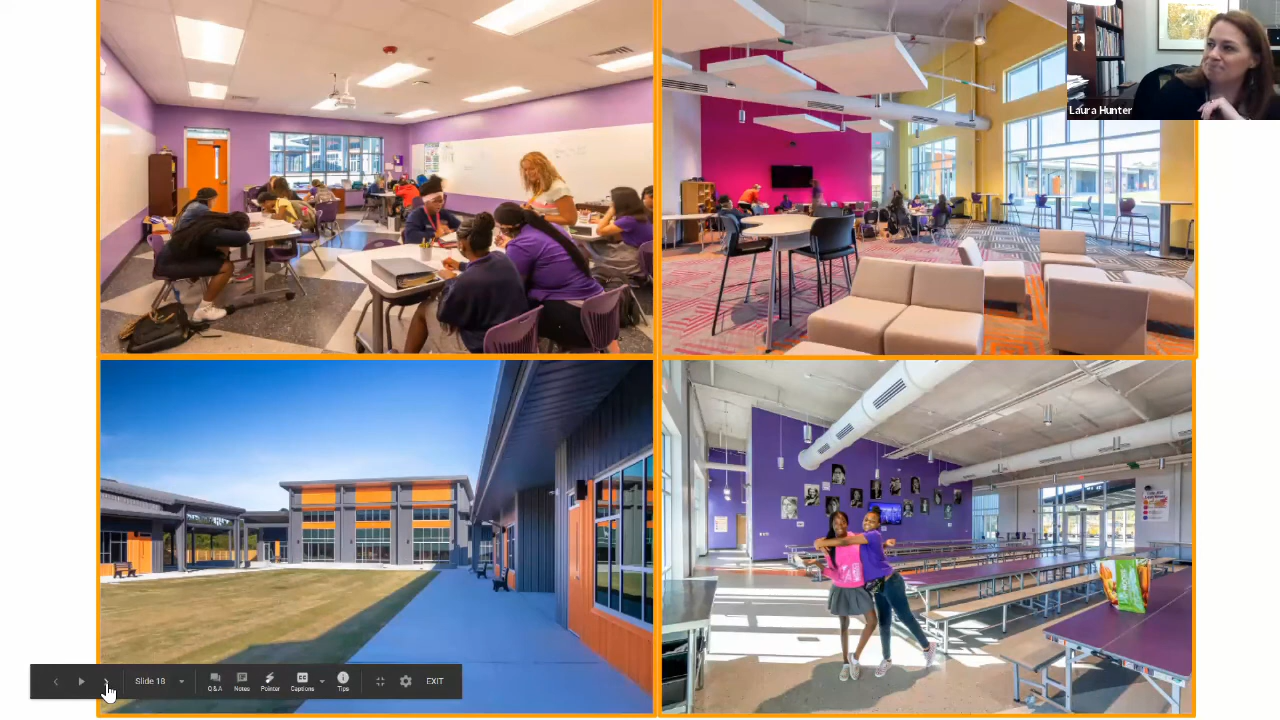 Laura Hunter
Slide 18
Q&A
Notes
Pointer
Captions
Tips
EXIT